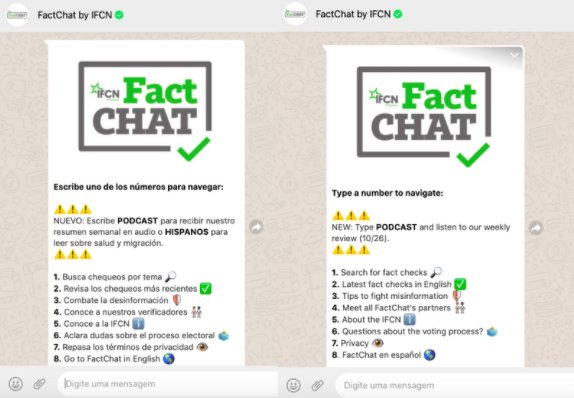 FactChat by IFCN
IFCN Fact
CHAT
Escribe uno de los números para navegar:
NUEVO: Escribe PODCAST para recibir nuestro
resumen semanal en audio o HISPANOS para
leer sobre salud y migración.
1. Busca chequeos por tema 🔎
2. Revisa los chequeos más recientes ✅
3. Combate la desinformación
4. Conoce a nuestros verificadores
5. Conoce a la IFCN ℹ️
6. Aclara dudas sobre el proceso electoral 🗳️
7. Repasa los términos de privacidad 👁️
8. Go to FactChat in English 🌎
Digite uma mensagem
FactChat by IFCN
IFCN Fact
CHAT
Type a number to navigate:
NEW: Type PODCAST and listen to our weekly
review (10/26).
1. Search for fact checks 🔎
2. Latest fact checks in English ✅
3. Tips to fight misinformation
4. Meet all FactChat's partners
5. About the IFCN ℹ️
6. Questions about the voting process? 🗳️
7. Privacy 👁️
8. FactChat en español 🌎
Digite uma mensagem